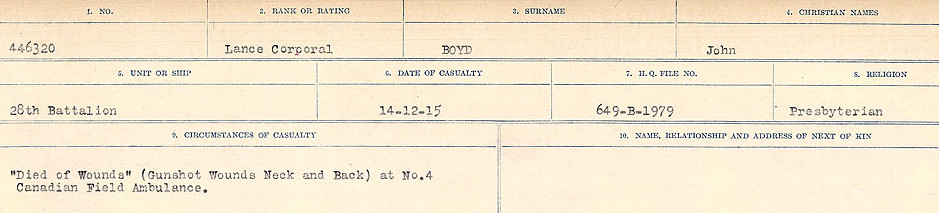 1. NO. 2. RANK OR RATING 3. SURNAME 4. CHRISTIAN NAMES
446320 Lance Corporal BOYD John
5. UNIT OR SHIP 6. DATE OF CASUALTY 7. H.Q. FILE NO. 8. RELIGION
28th Battalion 14-12-15 649-B-1979 Presbyterian
9. CIRCUMSTANCES OF CASUALTY 10. NAME, RELATIONSHIP AND ADDRESS OF NEXT OF KIN
"Died of Wounds" (Gunshot Wounds Neck and Back) at No.4
Canadian Field Ambulance.